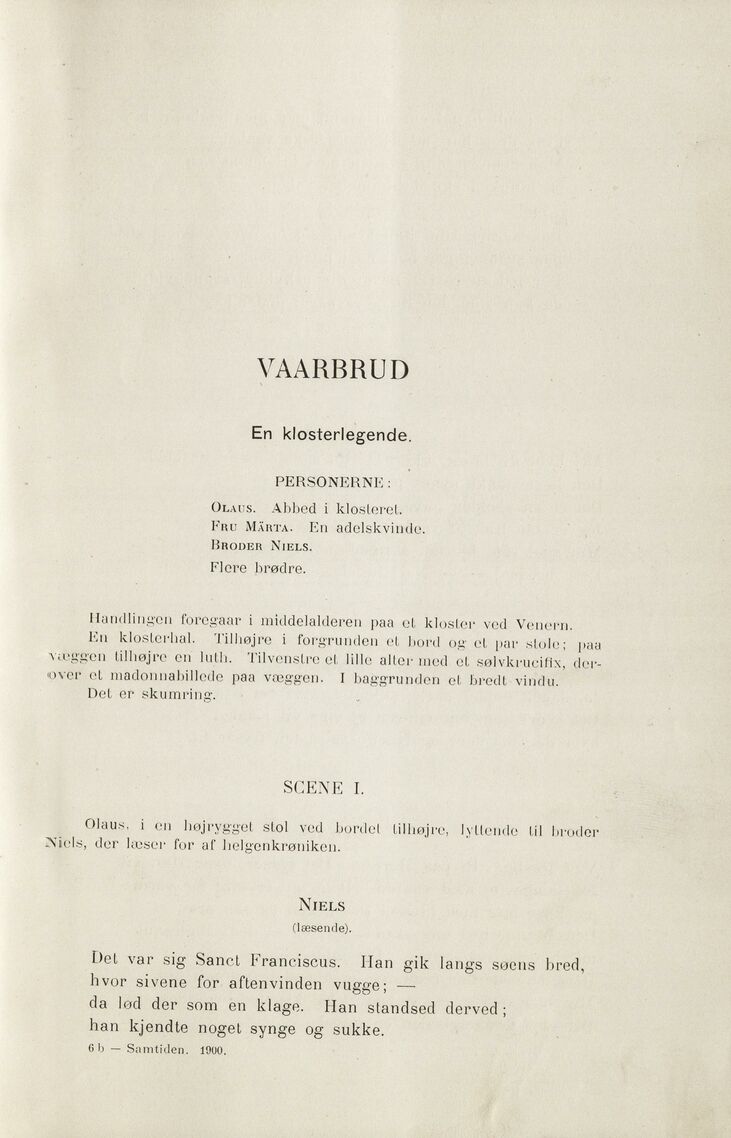 VAARBRUD
En klosterlegende.
PERSONERNE:
OLAUS. Abbed i klosteret.
FRU MÄRTA. En adelskvinde.
BRODER NIELS.
Flere brødre.
Handlingen foregaar i middelalderen paa et kloster ved Venern.
En klosterhal. Tilhøjre i forgrunden et bord og et par stole; paa
væggen tilhøjre en luth. Tilvenstre et lille alter med et sølvkrucifix, der-
over et madonnabillede paa væggen. I baggrunden et bredt vindu.
Det er skumring.
SCENE I.
Olaus, i en højrygget stol ved bordet tilhøjre, lyttende til broder
Niels, der læser for af helgenkrøniken.
NIELS
(læsende).
Det var sig Sanct Franciscus. Han gik langs søens bred,
hvor sivene for aftenvinden vugge; —
da lød der som en klage. Han standsed derved;
han kjendte noget synge og sukke.
6 b — Samtiden. 1900.